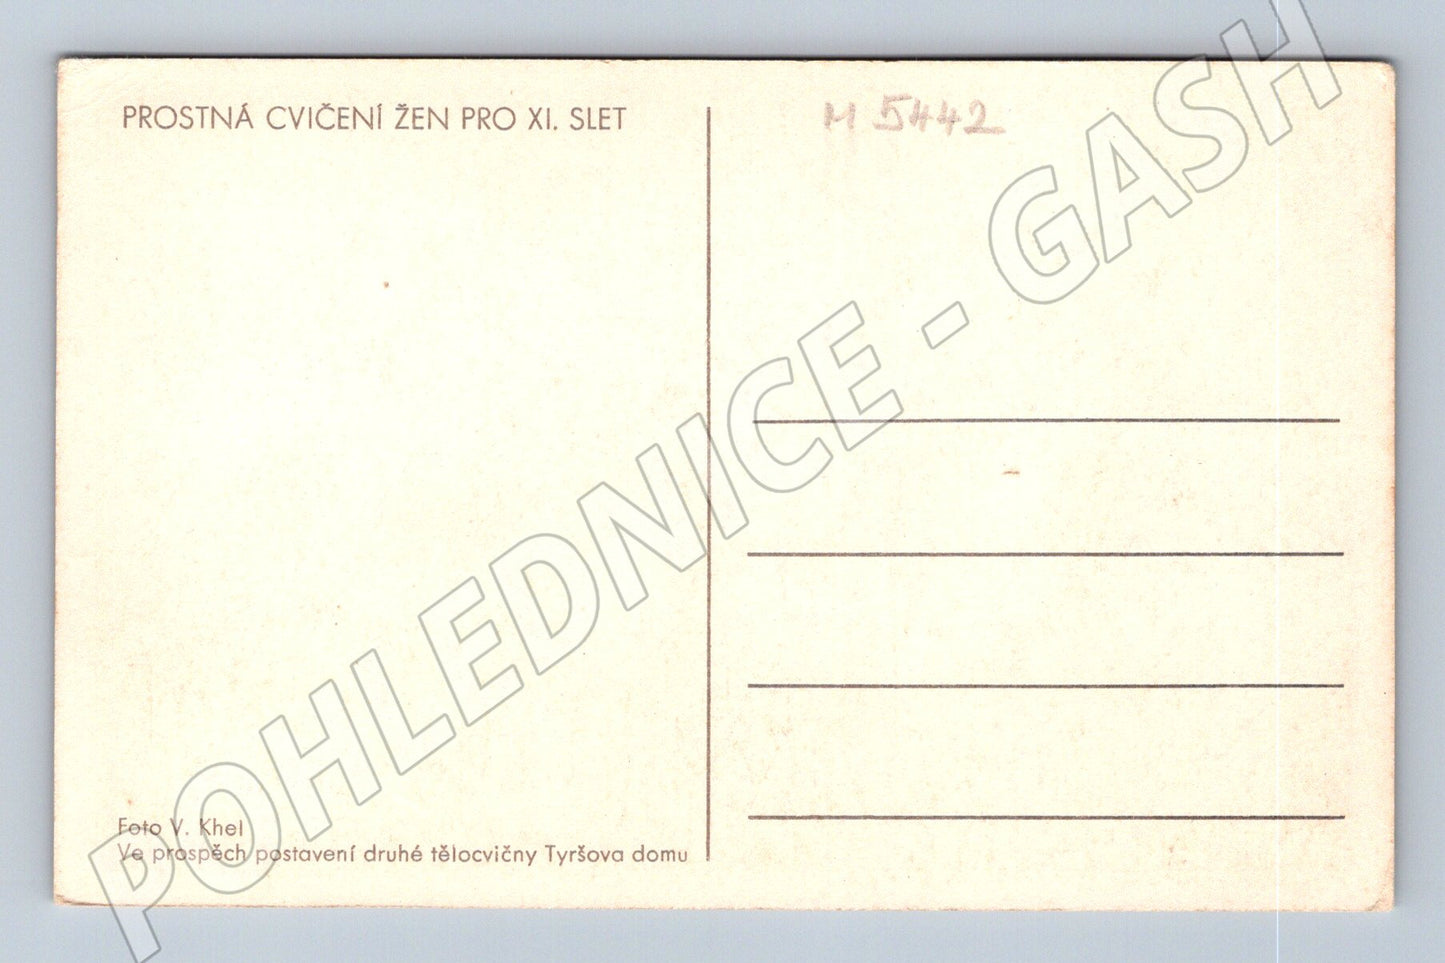 PROSTNÁ CVIČENÍ ŽEN PRO XI. SLET
M 5442
POHLEDNICE - GASH
Foto V. Khel
Ve prospěch postavení druhé tělocvičny Tyršova domu